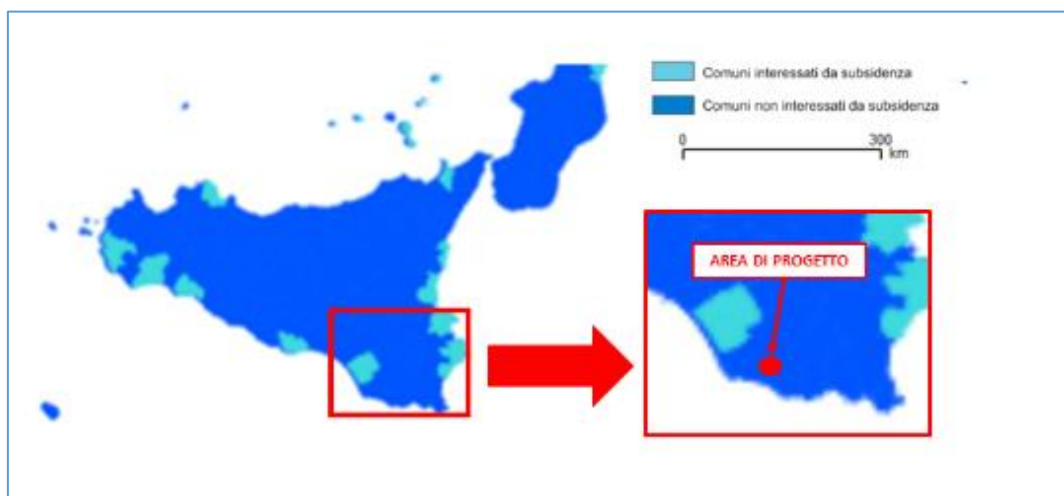 Comuni interessati da subsidenza
Comuni non interessati da subsidenza
0 300
km
AREA DI PROGETTO